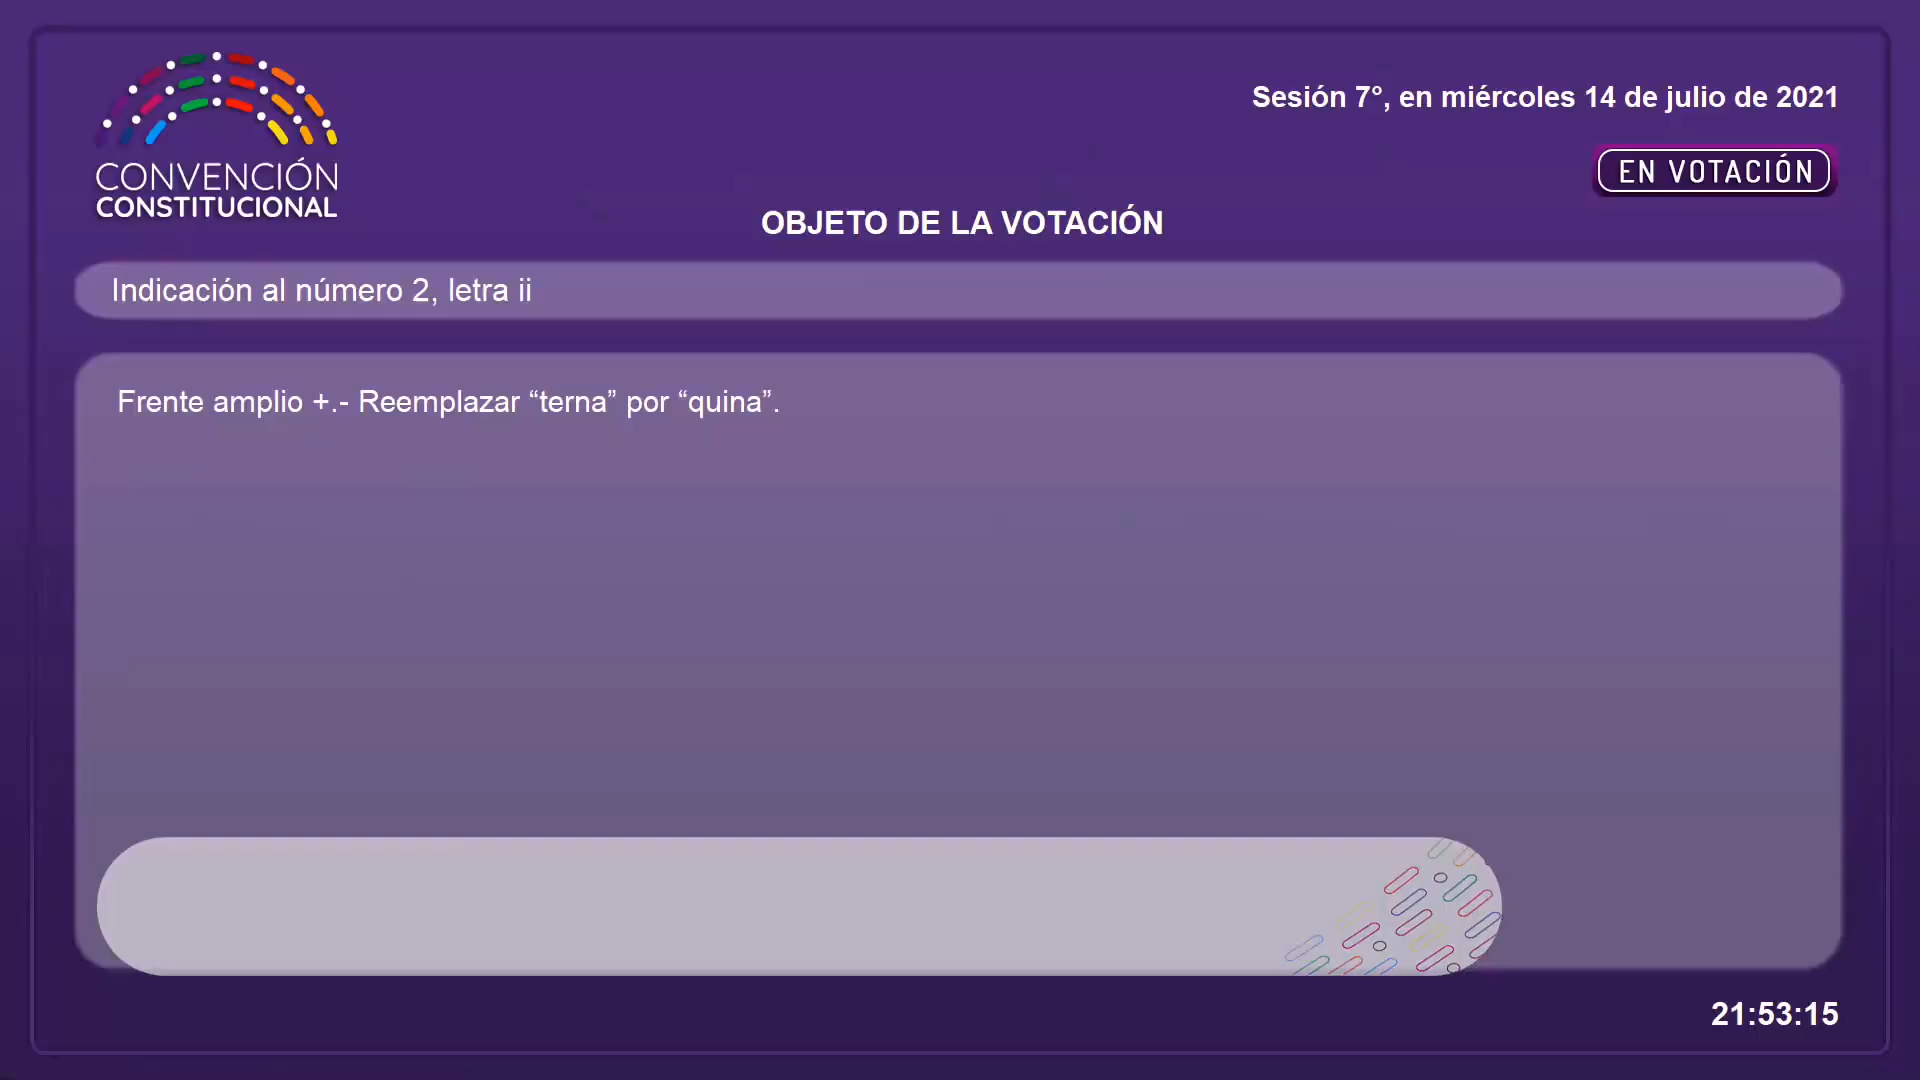 CONVENCIÓN
CONSTITUCIONAL
Sesión 7°, en miércoles 14 de julio de 2021
EN VOTACIÓN
OBJETO DE LA VOTACIÓN
Indicación al número 2, letra ii
Frente amplio +.- Reemplazar “terna” por “quina”.
21:53:15